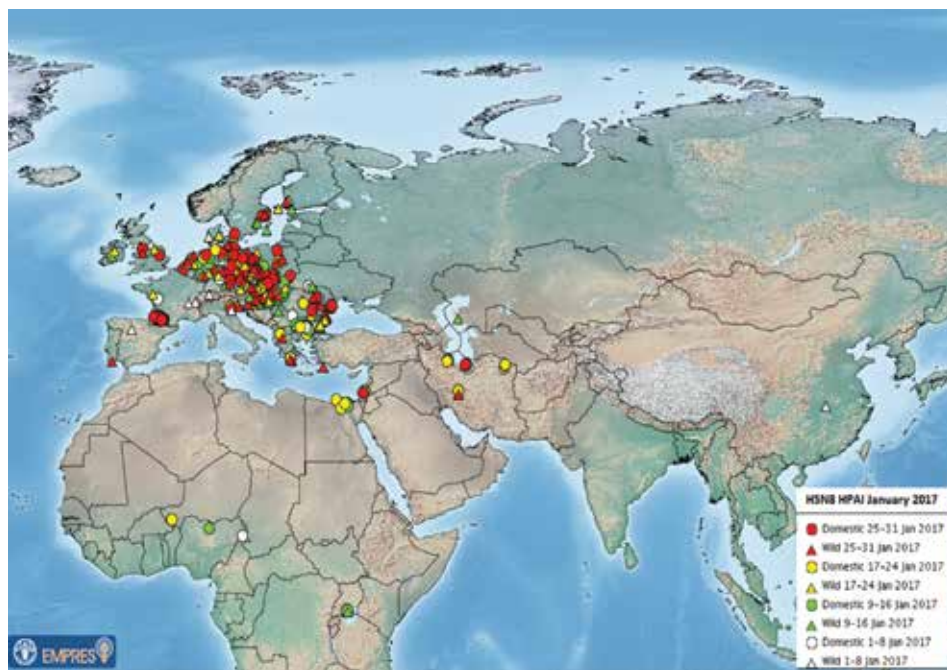 H5N8 HPAI January 2017
Domestic 25–31 Jan 2017
Wild 25–31 Jan 2017
Domestic 17–24 Jan 2017
Wild 17–24 Jan 2017
Domestic 9–16 Jan 2017
Wild 9–16 Jan 2017
Domestic 1–8 Jan 2017
Wild 1–8 Jan 2017
EMPRES